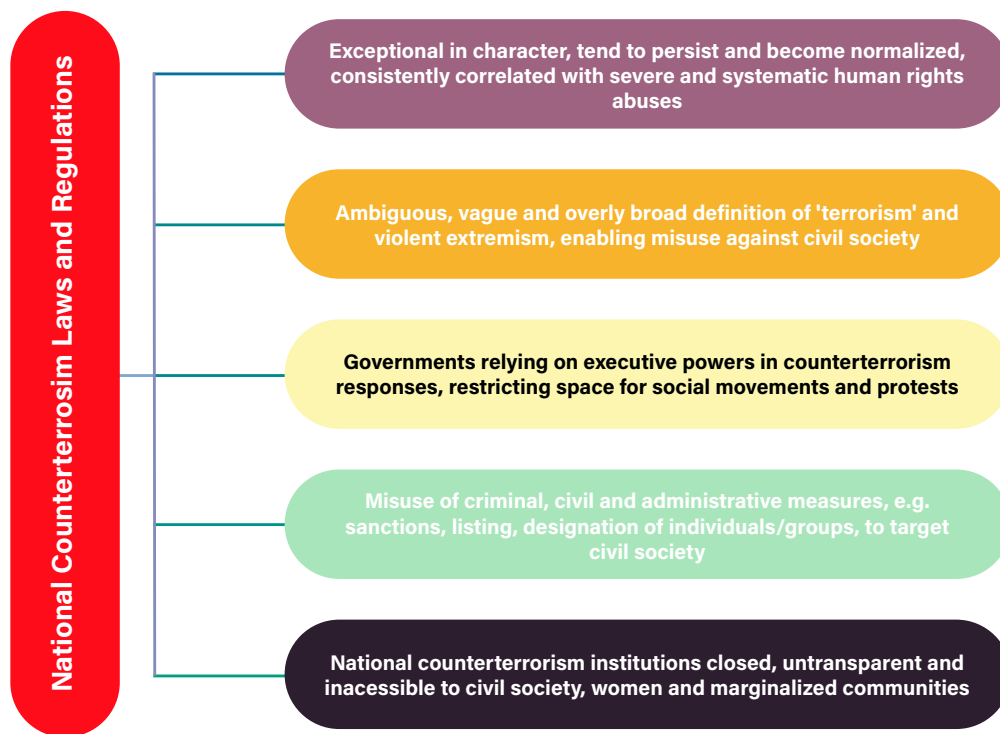 National Counterrosim Laws and Regulations
Exceptional in character, tend to persist and become normalized,
consistently correlated with severe and systematic human rights
abuses
Ambiguous, vague and overly broad definition of 'terrorism' and
violent extremism, enabling misuse against civil society
Governments relying on executive powers in counterterrorism
responses, restricting space for social movements and protests
Misuse of criminal, civil and administrative measures, e.g.
sanctions, listing, designation of individuals/groups, to target
civil society
National counterterrorism institutions closed, untransparent and
inacessible to civil society, women and marginalized communities